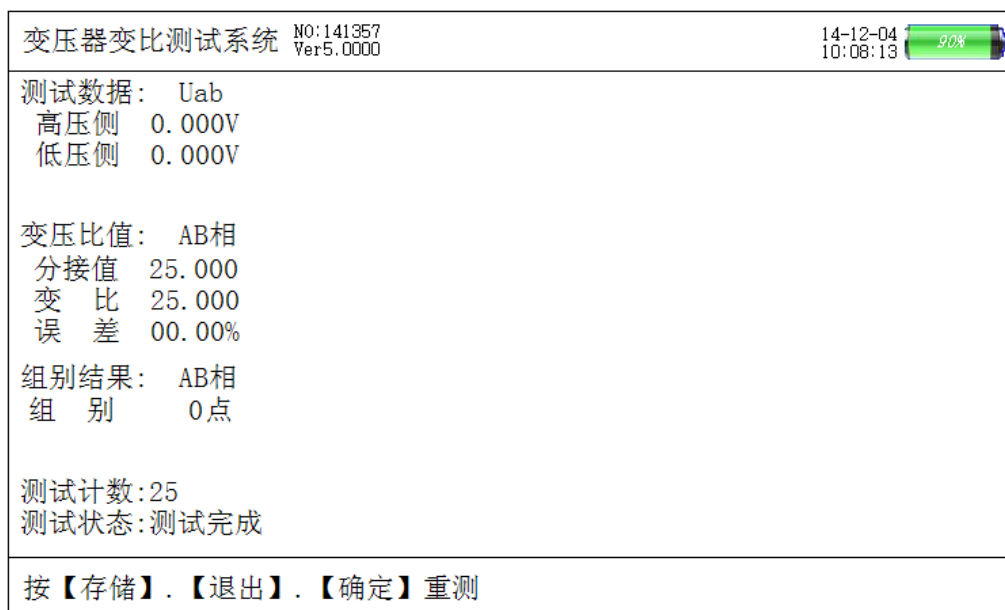 变压器变比测试系统 NO:141357
Ver5.0000
14-12-04
10:08:13
90%
测试数据: Uab
高压侧 0.000V
低压侧 0.000V
变压比值: AB相
分接值 25.000
变 比 25.000
误 差 00.00%
组别结果: AB相
组 别 0点
测试计数:25
测试状态:测试完成
按【存储】.【退出】.【确定】重测